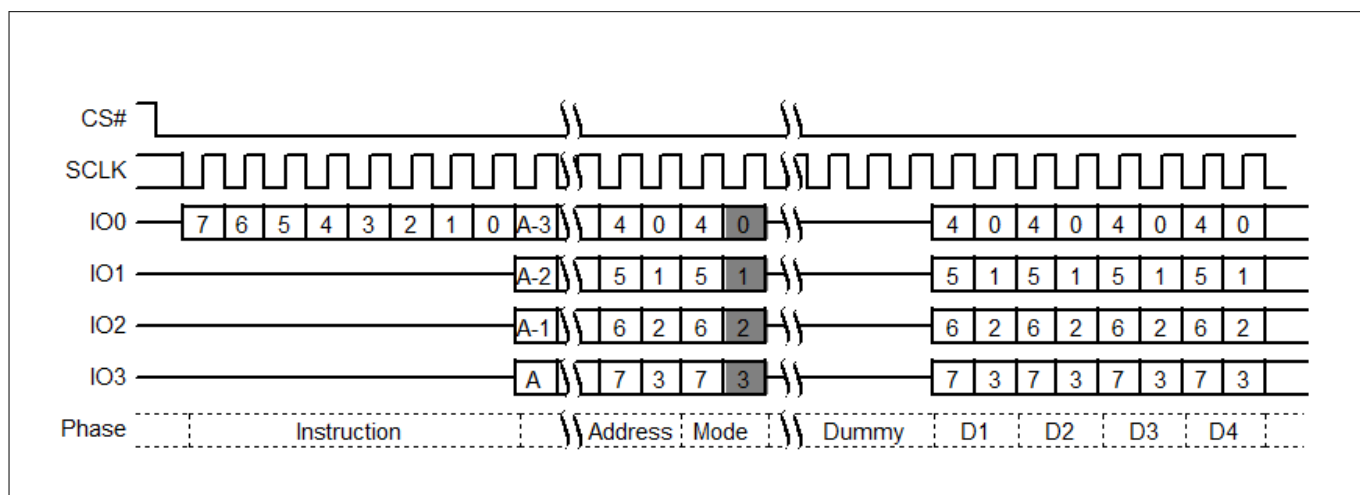 CS#
SCLK
IO0 7 6 5 4 3 2 1 0 A-3 4 0 4 0 4 0 4 0 4 0 4 0
IO1 A-2 5 1 5 1 5 1 5 1 5 1 5 1
IO2 A-1 6 2 6 2 6 2 6 2 6 2 6 2
IO3 A 7 3 7 3 7 3 7 3 7 3 7 3
Phase Instruction Address Mode Dummy D1 D2 D3 D4